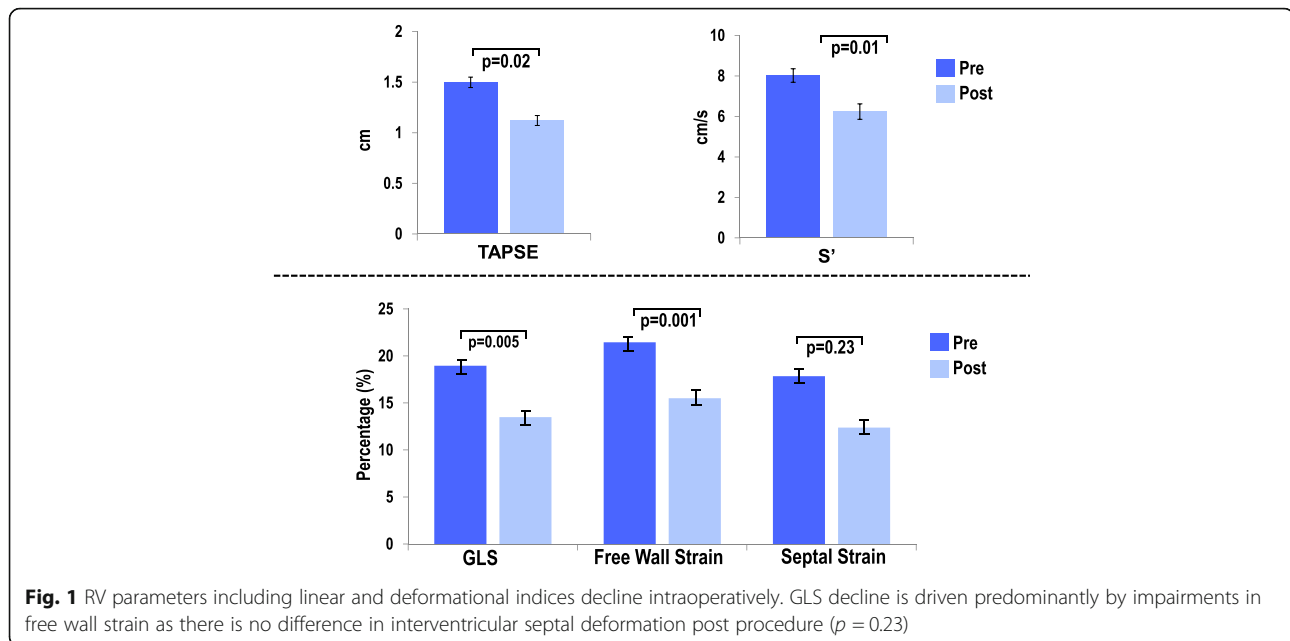 2
1.5
1
0.5
0
cm
p=0.02
TAPSE
10
8
6
4
2
0
cm/s
p=0.01
S’
Pre
Post
25
20
15
10
5
0
Percentage (%)
p=0.005
p=0.001
p=0.23
GLS
Free Wall Strain
Septal Strain
Pre
Post
Fig. 1 RV parameters including linear and deformational indices decline intraoperatively. GLS decline is driven predominantly by impairments in
free wall strain as there is no difference in interventricular septal deformation post procedure (p = 0.23)